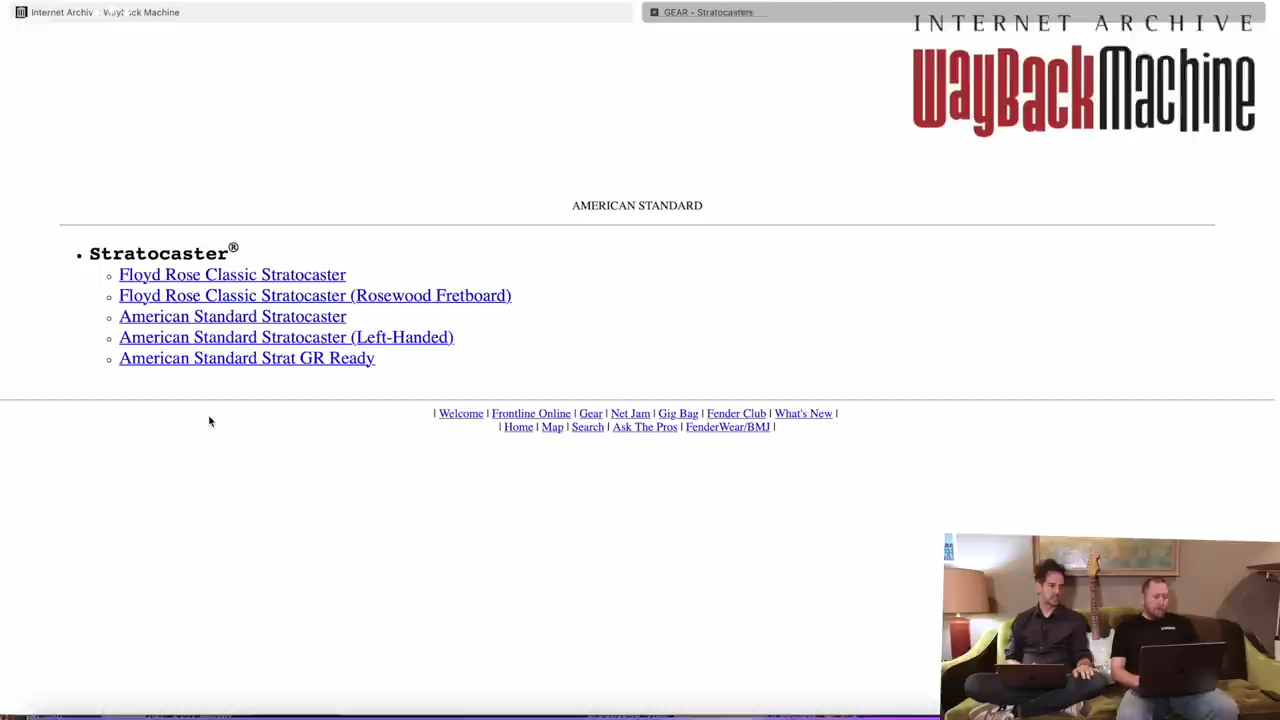 Internet Archive: Wayback Machine
GEAR - Stratocasters
INTERNET ARCHIVE
WayBackMachine
AMERICAN STANDARD
Stratocaster®
Floyd Rose Classic Stratocaster
Floyd Rose Classic Stratocaster (Rosewood Fretboard)
American Standard Stratocaster
American Standard Stratocaster (Left-Handed)
American Standard Strat GR Ready
| Welcome | Frontline Online | Gear | Net Jam | Gig Bag | Fender Club | What's New |
| Home | Map | Search | Ask The Pros | FenderWear/BMJ |